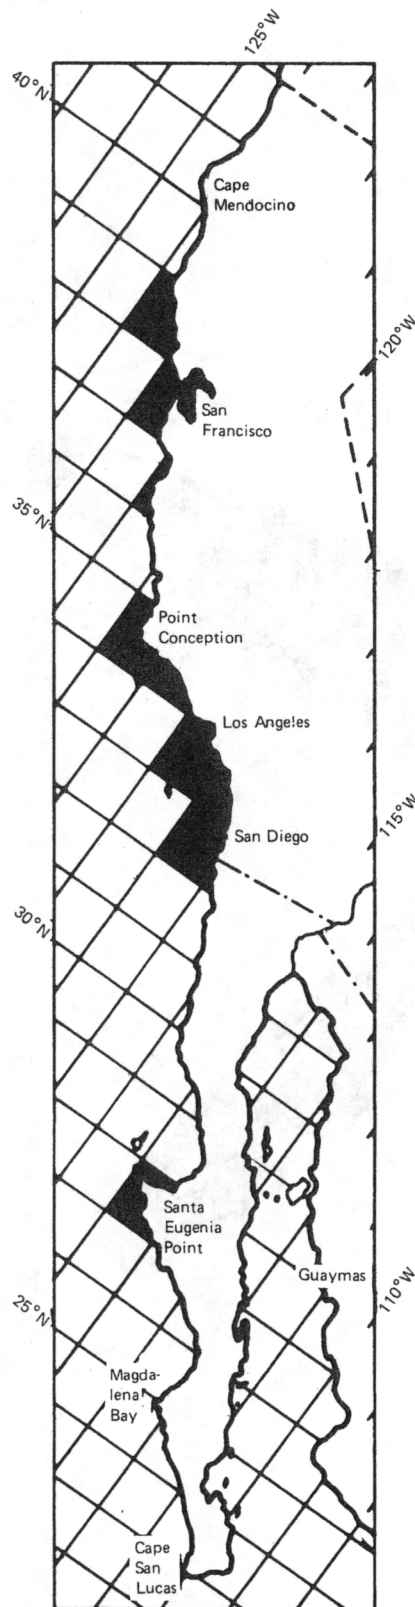 125°W
40°N
Cape
Mendocino
120°W
San
Francisco
35°N
Point
Conception
Los Angeles
115°W
San Diego
30°N
Santa
Eugenia
Point
Guaymas
110°W
25°N
Magda-
lena
Bay
Cape
San
Lucas